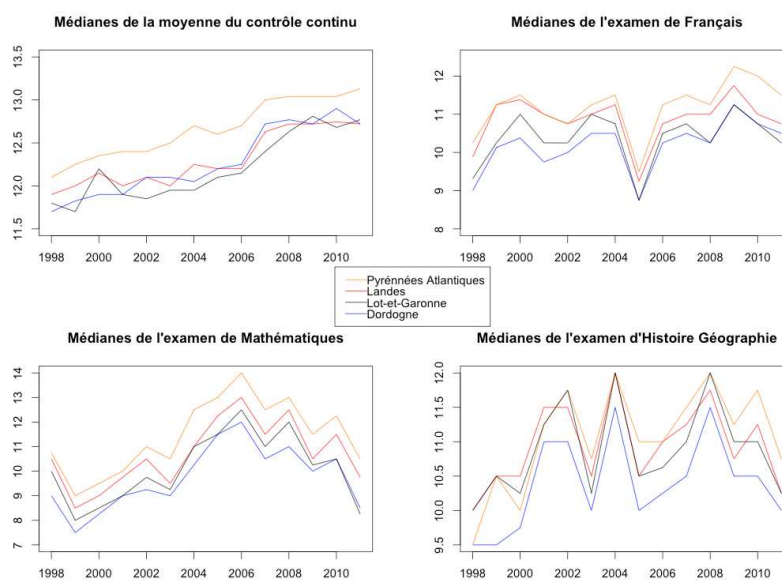 Médianes de la moyenne du contrôle continu
13.5
13.0
12.5
12.0
11.5
1998 2000 2002 2004 2006 2008 2010
Médianes de l'examen de Français
12
11
10
9
8
1998 2000 2002 2004 2006 2008 2010
Pyrénnées Atlantiques
Landes
Lot-et-Garonne
Dordogne
Médianes de l'examen de Mathématiques
14
13
12
11
10
9
8
7
1998 2000 2002 2004 2006 2008 2010
Médianes de l'examen d'Histoire Géographie
12.0
11.5
11.0
10.5
10.0
9.5
1998 2000 2002 2004 2006 2008 2010